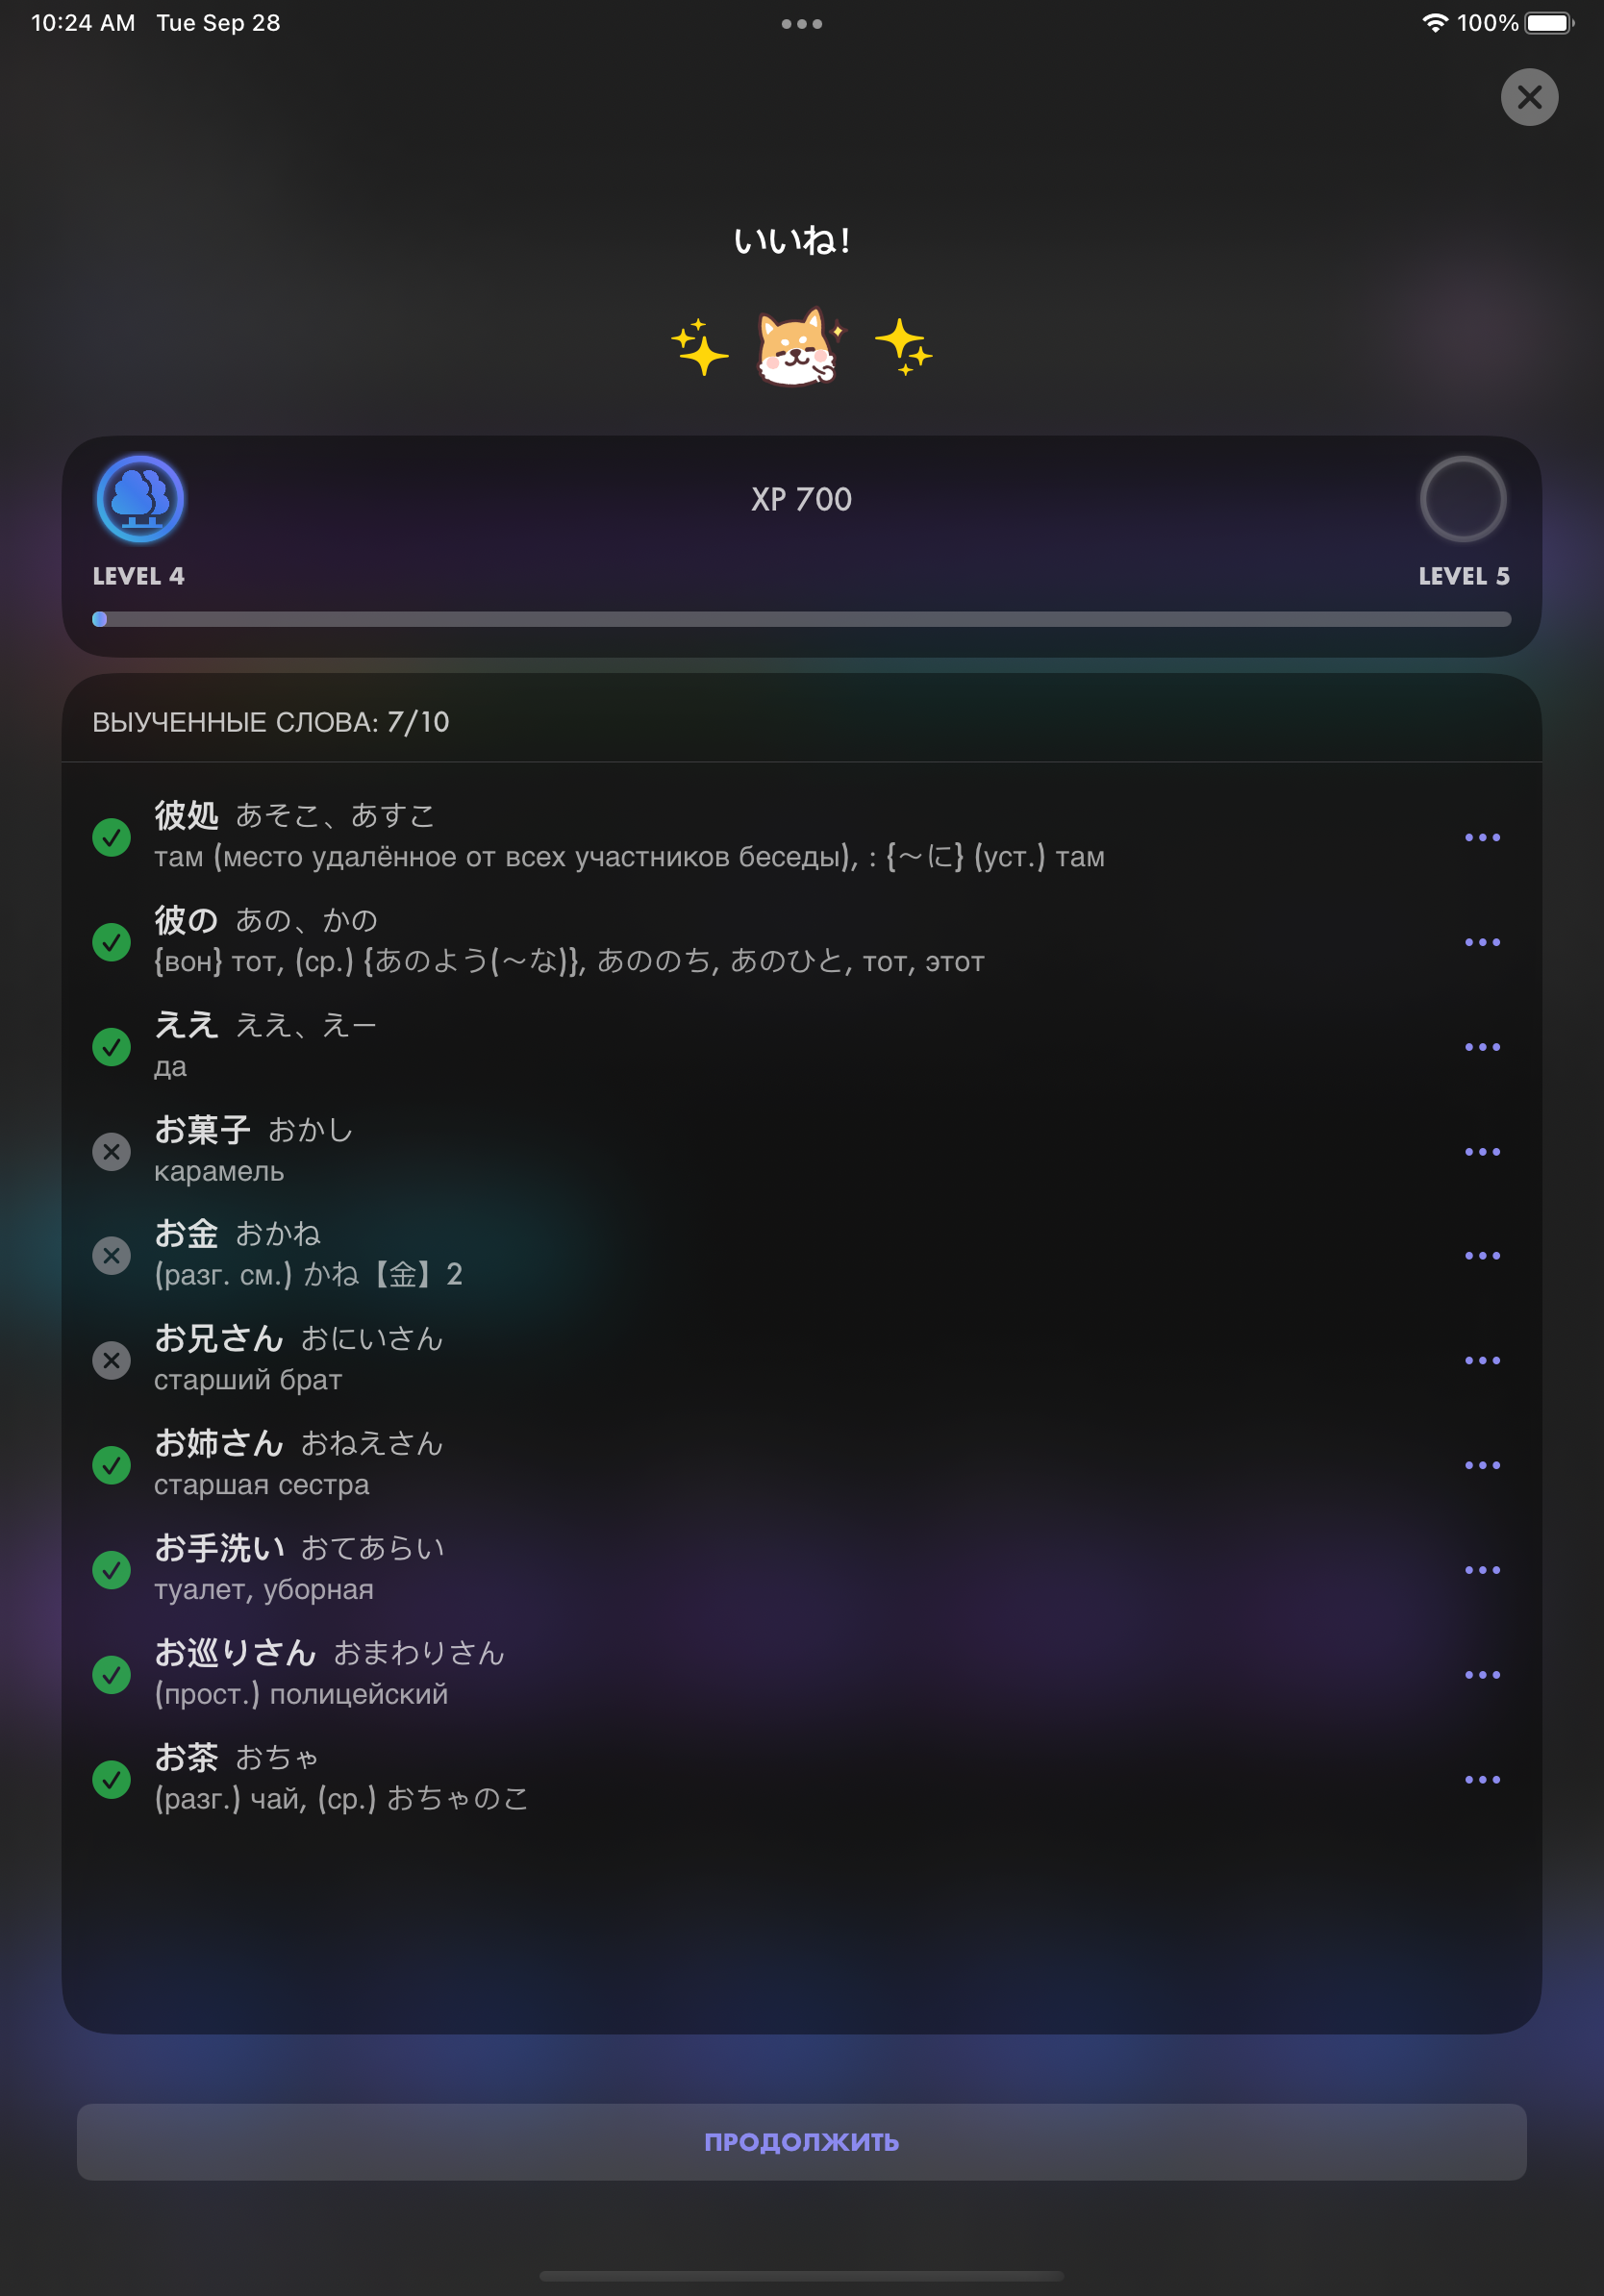 10:24 AM Tue Sep 28
100%
いいね!
XP 700
LEVEL 4
LEVEL 5
ВЫУЧЕННЫЕ СЛОВА: 7/10
彼処 あそこ、あすこ
там (место удалённое от всех участников беседы), : {〜に} (уст.) там
彼の あの、かの
{вон} тот, (ср.) {あのよう(〜な)}, あののち, あのひと, тот, этот
ええ ええ、えー
да
お菓子 おかし
карамель
お金 おかね
(разг. см.) かね【金】2
お兄さん おにいさん
старший брат
お姉さん おねえさん
старшая сестра
お手洗い おてあらい
туалет, уборная
お巡りさん おまわりさん
(прост.) полицейский
お茶 おちゃ
(разг.) чай, (ср.) おちゃのこ
ПРОДОЛЖИТЬ